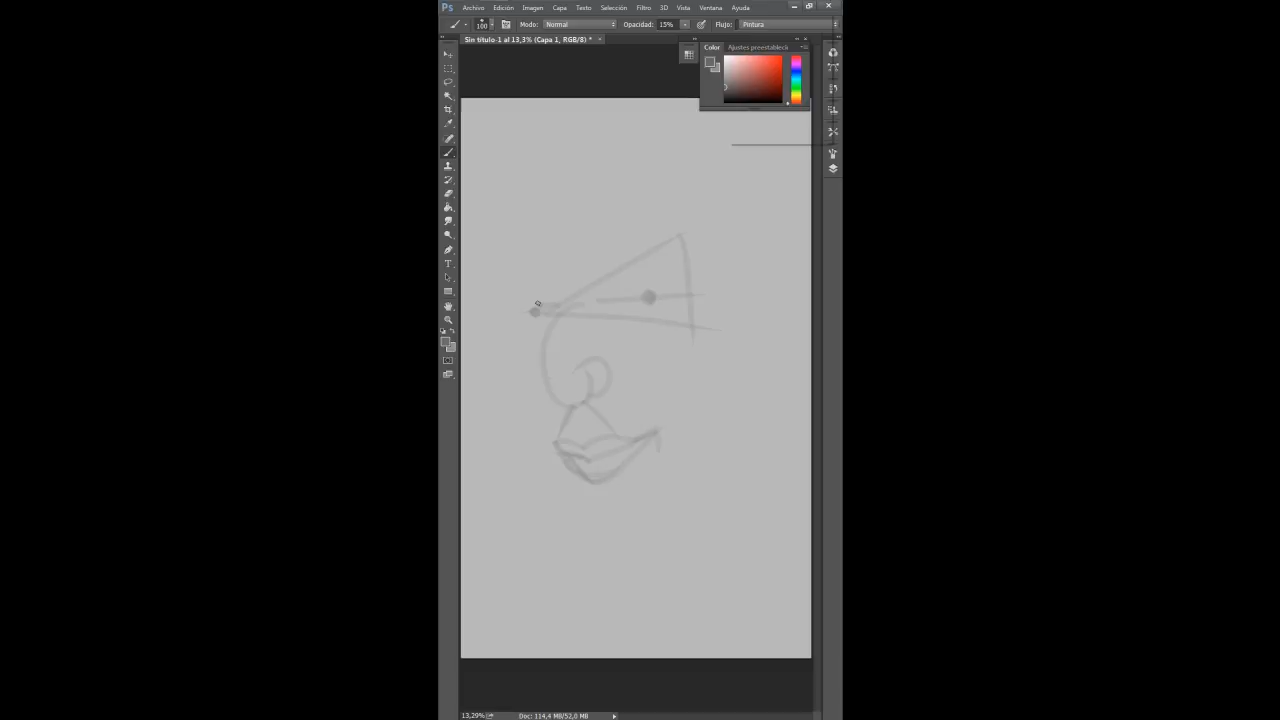 Ps Archivo Edición Imagen Capa Texto Selección Filtro 3D Vista Ventana Ayuda
100 Modo: Normal Opacidad: 15% Flujo: Pintura
Sin título-1 al 13,3% (Capa 1, RGB/8) * ×
Color Ajustes preestableci
T
13,29% Doc: 114,4 MB/52,0 MB